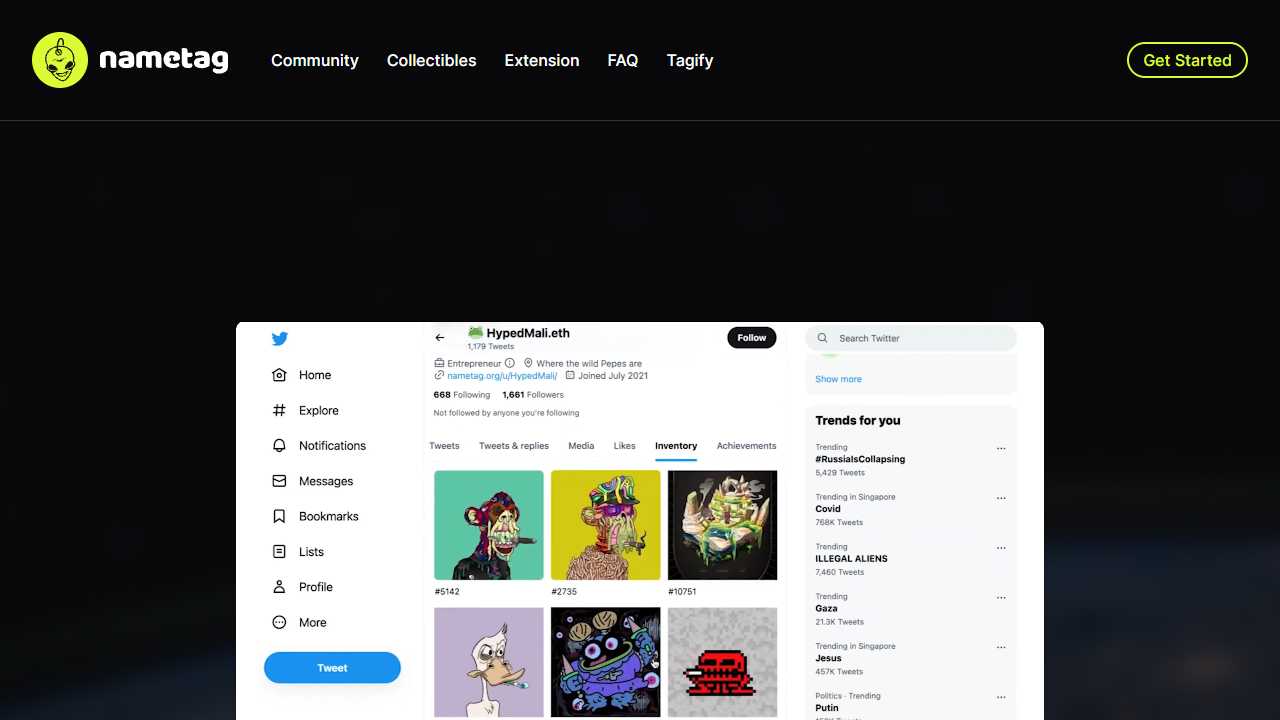 nametag
Community
Collectibles
Extension
FAQ
Tagify
Get Started
Home
Explore
Notifications
Messages
Bookmarks
Lists
Profile
More
Tweet
HypedMali.eth
1,179 Tweets
Follow
Entrepreneur
Where the wild Pepes are
nametag.org/u/HypedMali/
Joined July 2021
668 Following
1,661 Followers
Not followed by anyone you're following
Tweets
Tweets & replies
Media
Likes
Inventory
Achievements
#5142
#2735
#10751
Search Twitter
Show more
Trends for you
Trending
#RussiaIsCollapsing
5,429 Tweets
Trending in Singapore
Covid
768K Tweets
Trending
ILLEGAL ALIENS
7,460 Tweets
Trending
Gaza
21.3K Tweets
Trending in Singapore
Jesus
457K Tweets
Politics · Trending
Putin